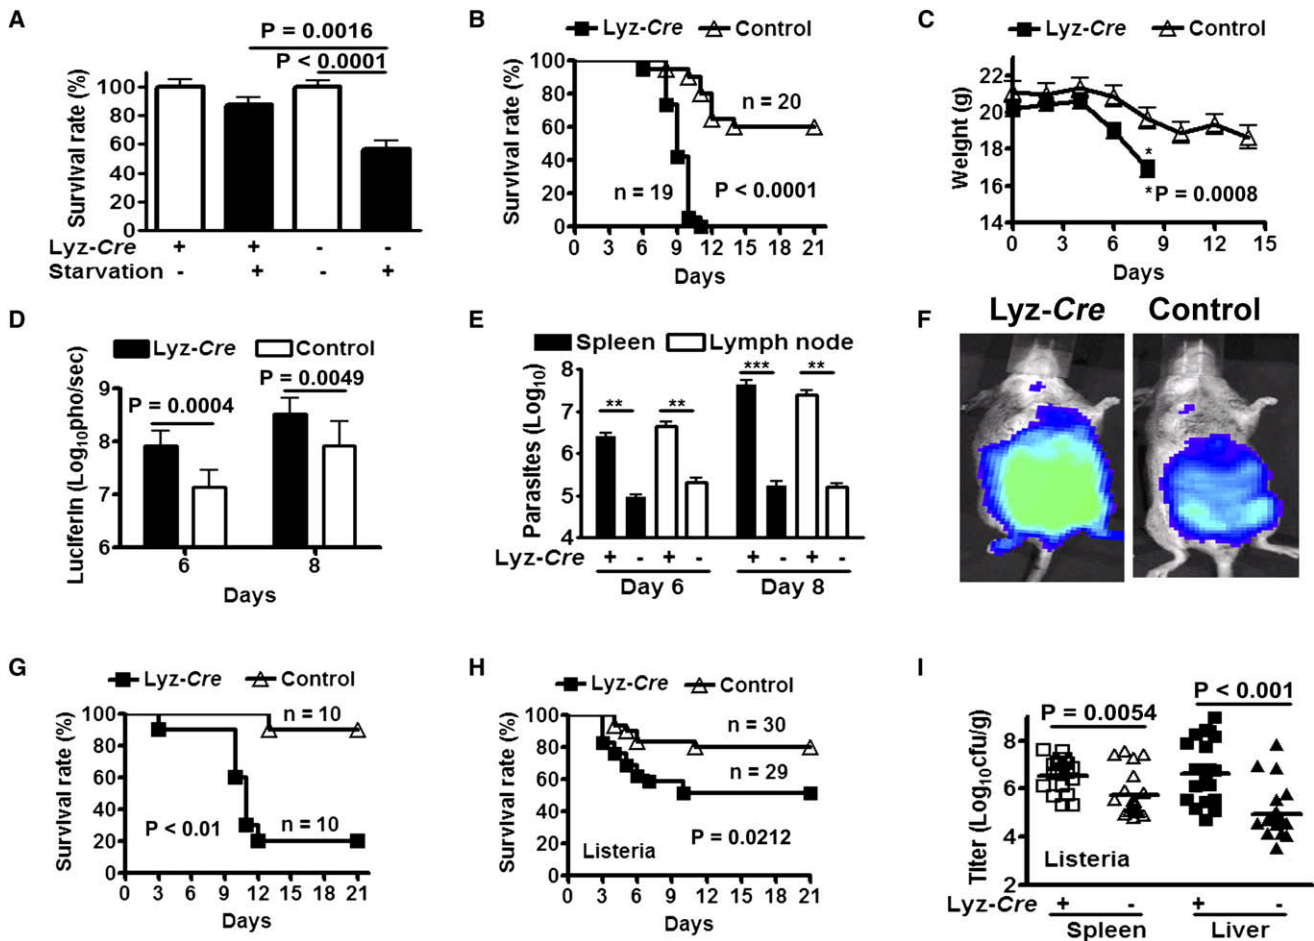 A
P = 0.0016
P < 0.0001
Survival rate (%)
100
80
60
40
20
0
Lyz-Cre + + - -
Starvation - + - +
B
Lyz-Cre Control
Survival rate (%)
100
80
60
40
20
0
n = 20
n = 19 P < 0.0001
0 3 6 9 12 15 18 21
Days
C
Lyz-Cre Control
Weight (g)
22
20
18
16
14
*
* P = 0.0008
0 3 6 9 12 15
Days
D
Lyz-Cre Control
Luciferin (Log10pho/sec)
9
8
7
6
P = 0.0004
P = 0.0049
6 8
Days
E
Spleen Lymph node
Parasites (Log10)
8
7
6
5
4
** ** *** **
Lyz-Cre + - + - + - + -
Day 6 Day 8
F
Lyz-Cre Control
G
Lyz-Cre Control
Survival rate (%)
100
80
60
40
20
0
n = 10
P < 0.01 n = 10
0 3 6 9 12 15 18 21
Days
H
Lyz-Cre Control
Survival rate (%)
100
80
60
40
20
0
n = 30
n = 29
Listeria P = 0.0212
0 3 6 9 12 15 18 21
Days
I
P < 0.001
P = 0.0054
Titer (Log10cfu/g)
8
6
4
2
Listeria
Lyz-Cre + - + -
Spleen Liver